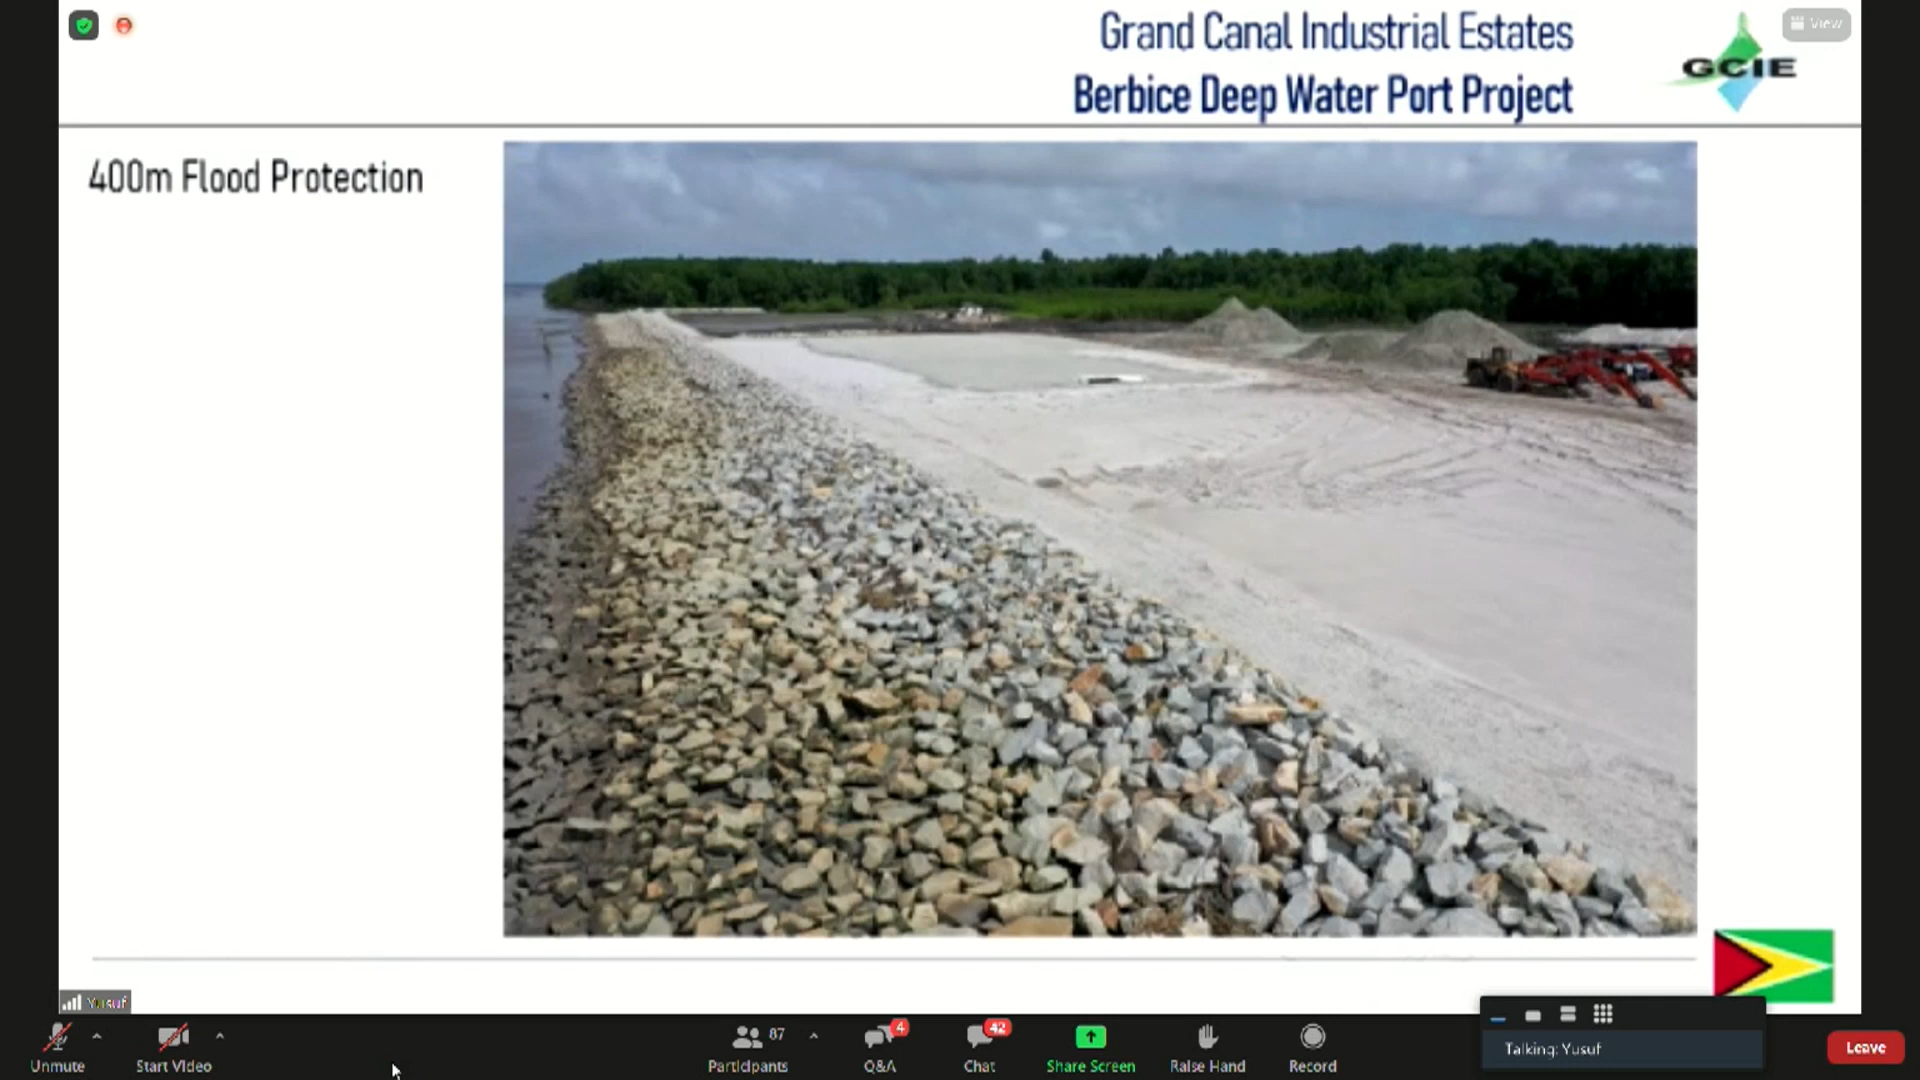 Grand Canal Industrial Estates
Berbice Deep Water Port Project
GCIE
View
400m Flood Protection
Yusuf
Talking: Yusuf
Unmute
Start Video
87
Participants
4
Q&A
42
Chat
Share Screen
Raise Hand
Record
Leave